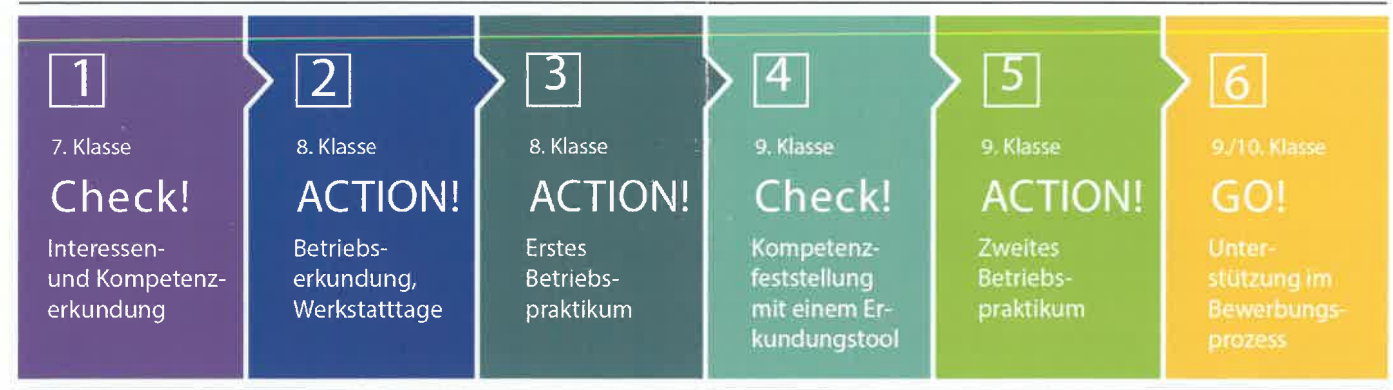 1
7. Klasse
Check!
Interessen-
und Kompetenz-
erkundung
2
8. Klasse
ACTION!
Betriebs-
erkundung,
Werkstatttage
3
8. Klasse
ACTION!
Erstes
Betriebs-
praktikum
4
9. Klasse
Check!
Kompetenz-
feststellung
mit einem Er-
kundungstool
5
9. Klasse
ACTION!
Zweites
Betriebs-
praktikum
6
9./10. Klasse
GO!
Unter-
stützung im
Bewerbungs-
prozess